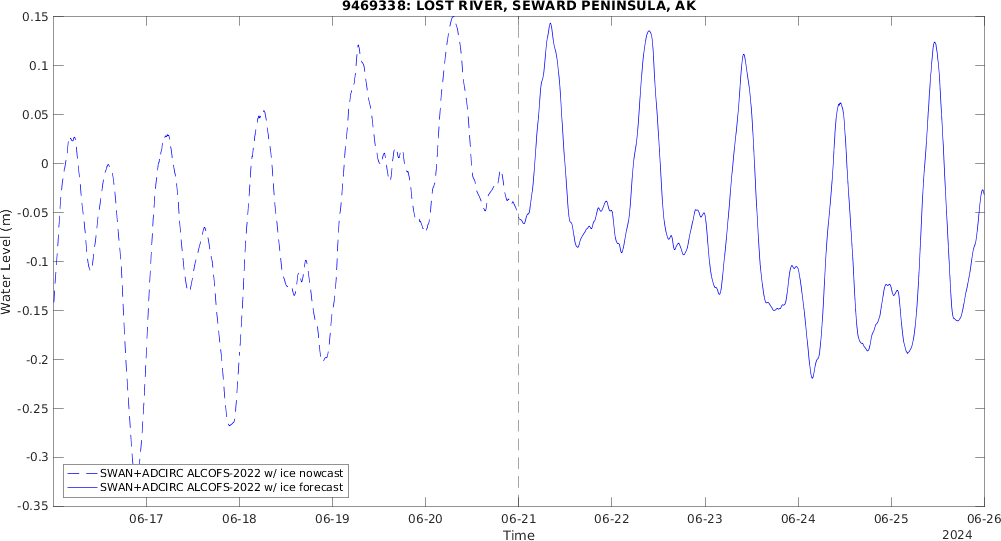 9469338: LOST RIVER, SEWARD PENINSULA, AK
0.15
0.1
0.05
0
-0.05
-0.1
-0.15
-0.2
-0.25
-0.3
-0.35
Water Level (m)
SWAN+ADCIRC ALCOFS-2022 w/ ice nowcast
SWAN+ADCIRC ALCOFS-2022 w/ ice forecast
06-17 06-18 06-19 06-20 06-21 06-22 06-23 06-24 06-25 06-26
Time
2024